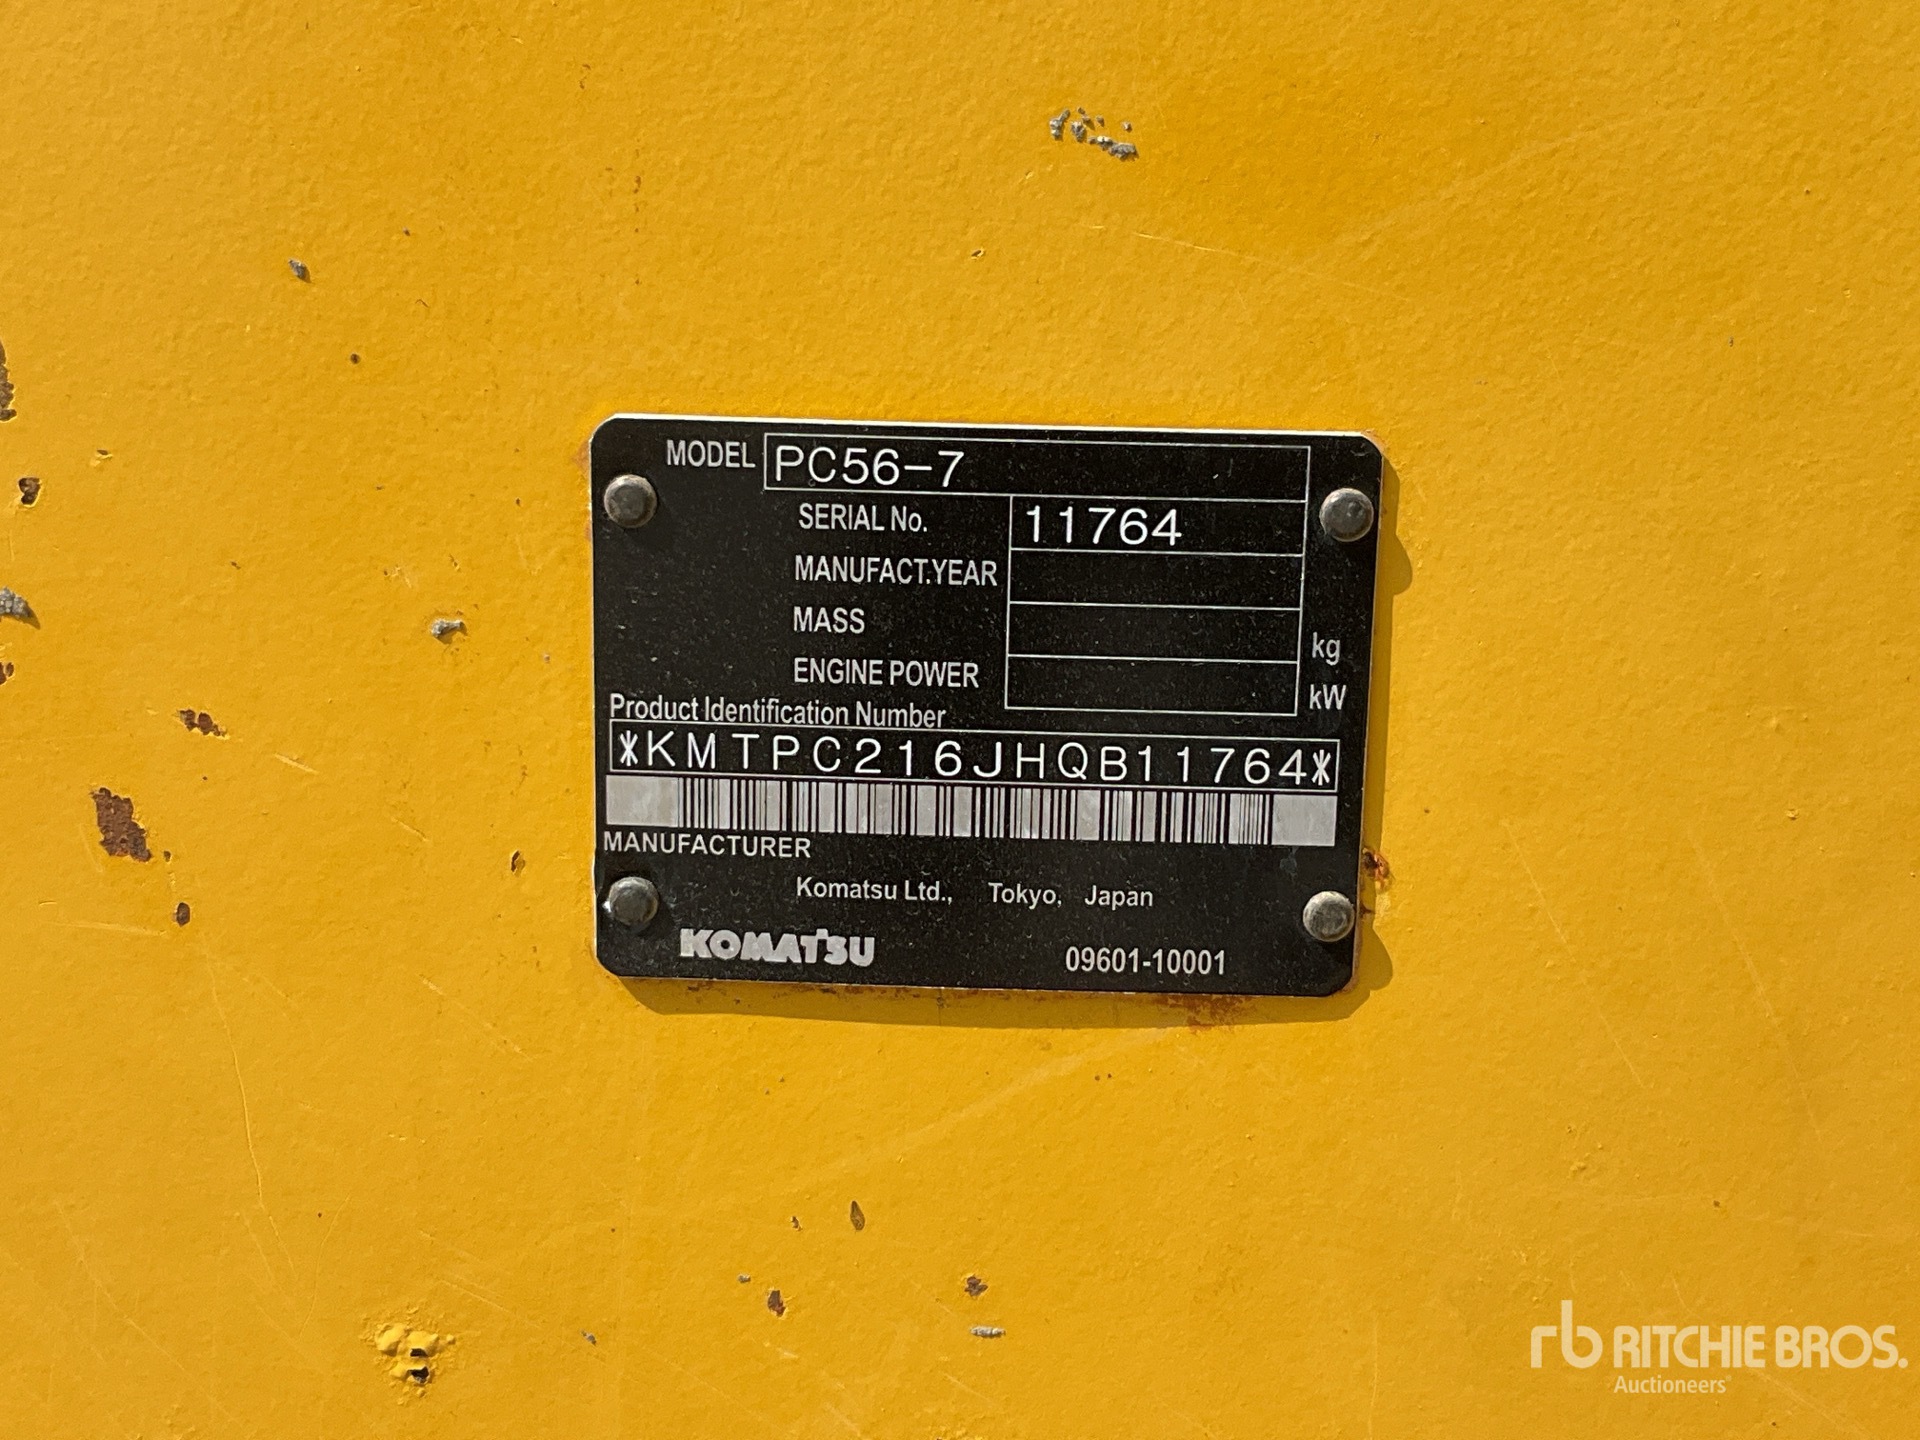 MODEL PC56-7
SERIAL No. 11764
MANUFACT.YEAR
MASS kg
ENGINE POWER kW
Product Identification Number
*KMTPC216JHQB11764*
MANUFACTURER
Komatsu Ltd., Tokyo, Japan
KOMATSU 09601-10001
rb RITCHIE BROS.
Auctioneers